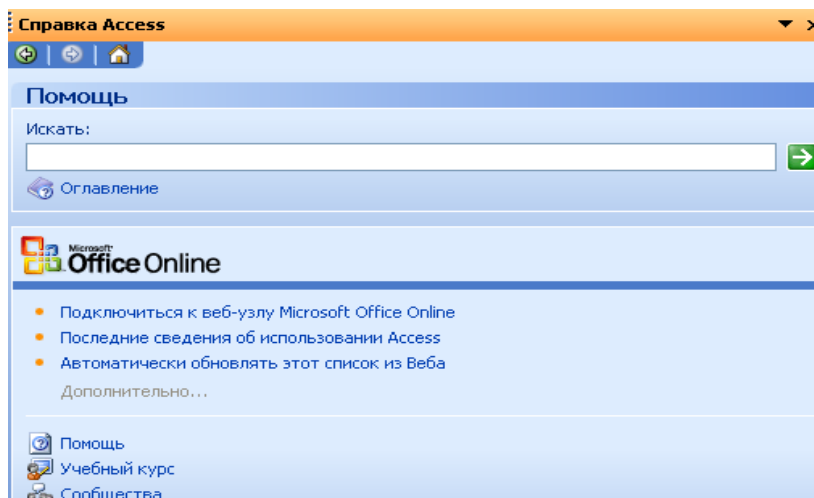 Справка Access
Помощь
Искать:
Оглавление
Microsoft
Office Online
Подключиться к веб-узлу Microsoft Office Online
Последние сведения об использовании Access
Автоматически обновлять этот список из Веба
Дополнительно...
Помощь
Учебный курс
Сообщества